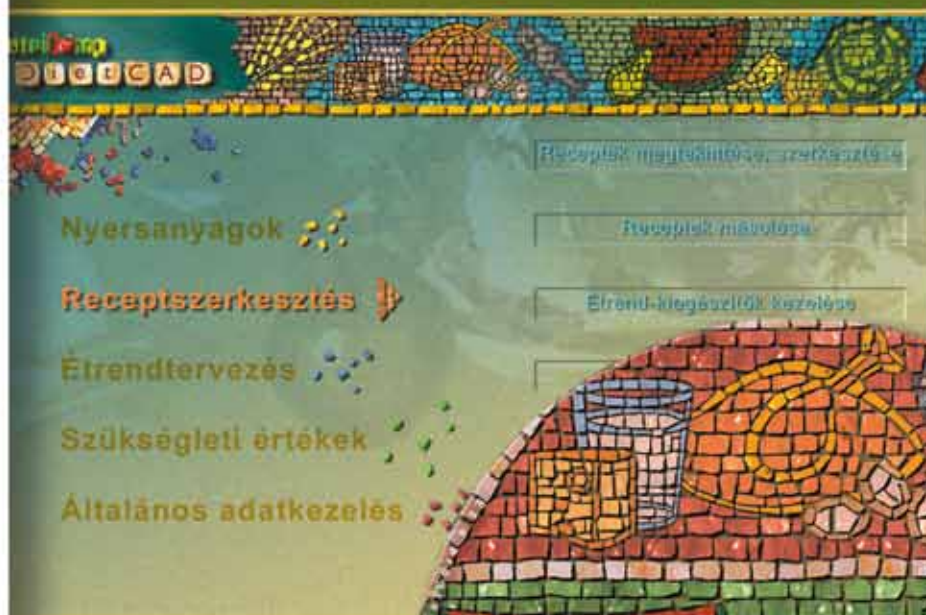 DietCAD
Receptek megtekintése, szerkesztése
Nyersanyagok
Receptek másolása
Receptszerkesztés
Étrend-kiegészítők kezelése
Étrendtervezés
Szükségleti értékek
Általános adatkezelés